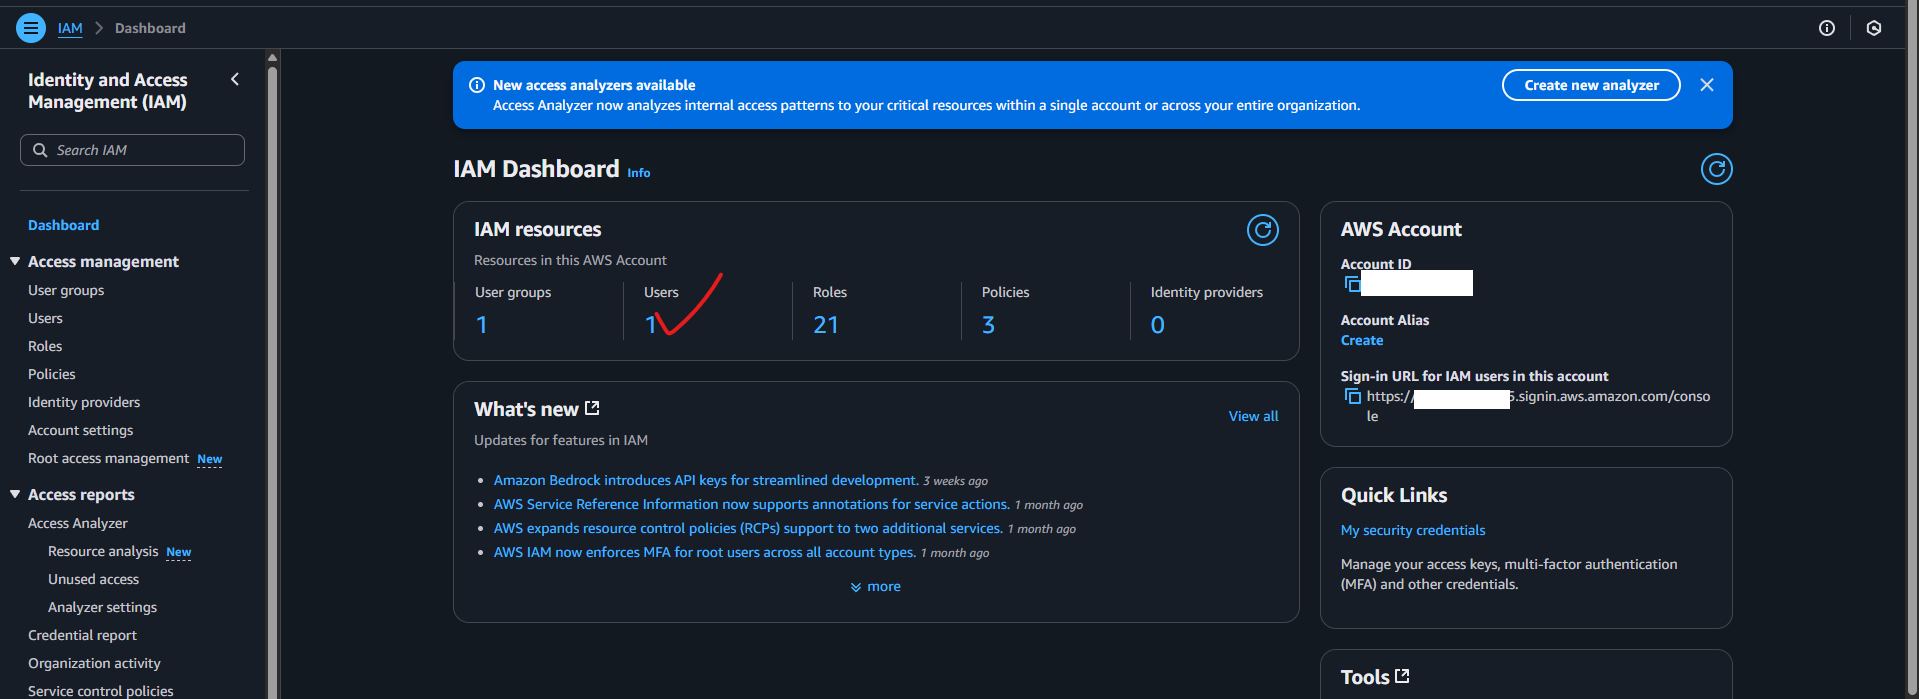 IAM > Dashboard
Identity and Access
Management (IAM)
Search IAM
Dashboard
Access management
User groups
Users
Roles
Policies
Identity providers
Account settings
Root access management New
Access reports
Access Analyzer
Resource analysis New
Unused access
Analyzer settings
Credential report
Organization activity
Service control policies
New access analyzers available
Access Analyzer now analyzes internal access patterns to your critical resources within a single account or across your entire organization.
Create new analyzer
IAM Dashboard Info
IAM resources
Resources in this AWS Account
User groups
1
Users
1
Roles
21
Policies
3
Identity providers
0
What's new
View all
Updates for features in IAM
Amazon Bedrock introduces API keys for streamlined development. 3 weeks ago
AWS Service Reference Information now supports annotations for service actions. 1 month ago
AWS expands resource control policies (RCPs) support to two additional services. 1 month ago
AWS IAM now enforces MFA for root users across all account types. 1 month ago
more
AWS Account
Account ID
Account Alias
Create
Sign-in URL for IAM users in this account
https:/ .signin.aws.amazon.com/conso
le
Quick Links
My security credentials
Manage your access keys, multi-factor authentication
(MFA) and other credentials.
Tools